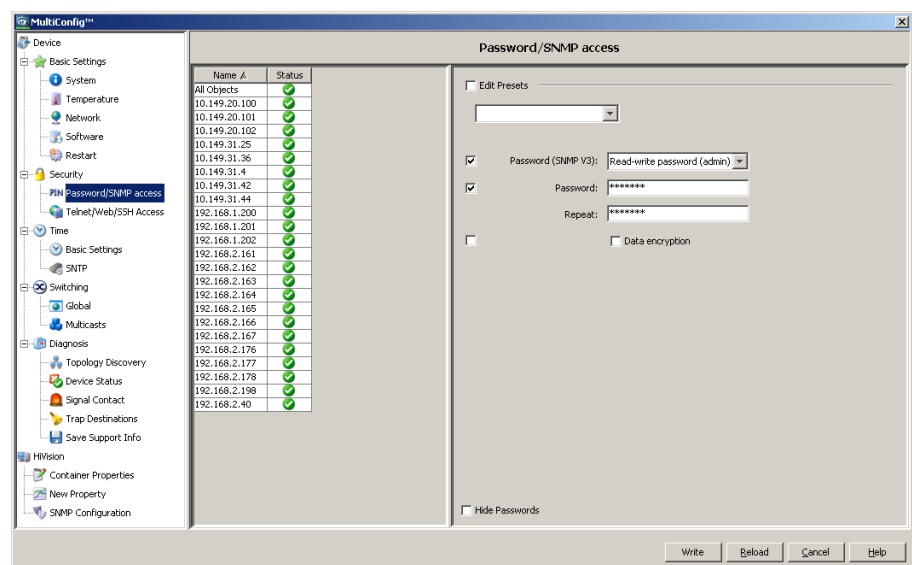 MultiConfig™
Device
Basic Settings
System
Temperature
Network
Software
Restart
Security
PIN Password/SNMP access
Telnet/Web/SSH Access
Time
Basic Settings
SNTP
Switching
Global
Multicasts
Diagnosis
Topology Discovery
Device Status
Signal Contact
Trap Destinations
Save Support Info
HiVision
Container Properties
New Property
SNMP Configuration
Password/SNMP access
Name Status
All Objects
10.149.20.100
10.149.20.101
10.149.20.102
10.149.31.25
10.149.31.36
10.149.31.4
10.149.31.42
10.149.31.44
192.168.1.200
192.168.1.201
192.168.1.202
192.168.2.161
192.168.2.162
192.168.2.163
192.168.2.164
192.168.2.165
192.168.2.166
192.168.2.167
192.168.2.176
192.168.2.177
192.168.2.178
192.168.2.198
192.168.2.40
Edit Presets
Password (SNMP V3): Read-write password (admin)
Password: *******
Repeat: *******
Data encryption
Hide Passwords
Write Reload Cancel Help